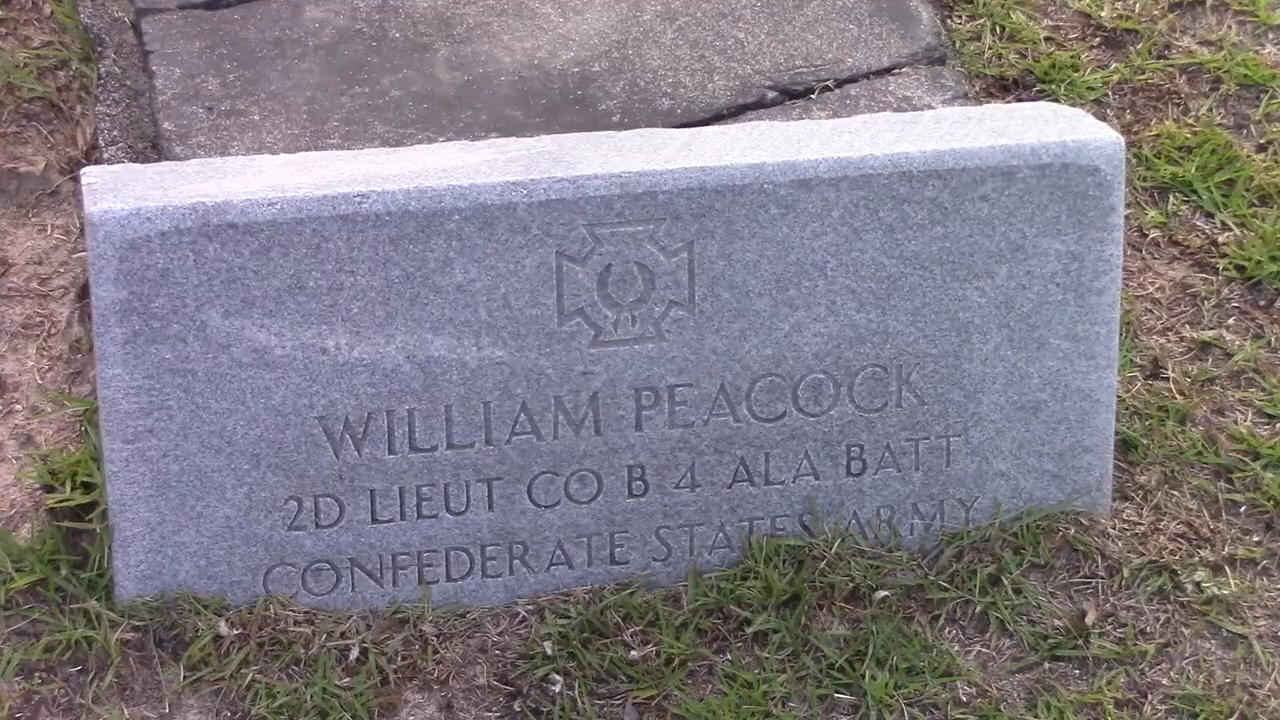 WILLIAM PEACOCK
2D LIEUT CO B 4 ALA BATT
CONFEDERATE STATES ARMY